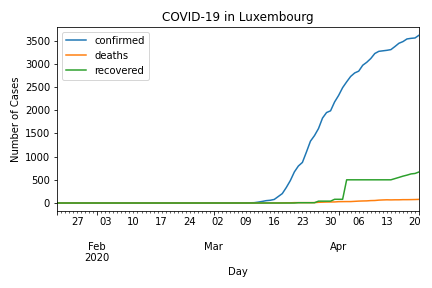 COVID-19 in Luxembourg
confirmed
deaths
recovered
Number of Cases
3500
3000
2500
2000
1500
1000
500
0
27 03 10 17 24 02 09 16 23 30 06 13 20
Feb Mar Apr
2020
Day